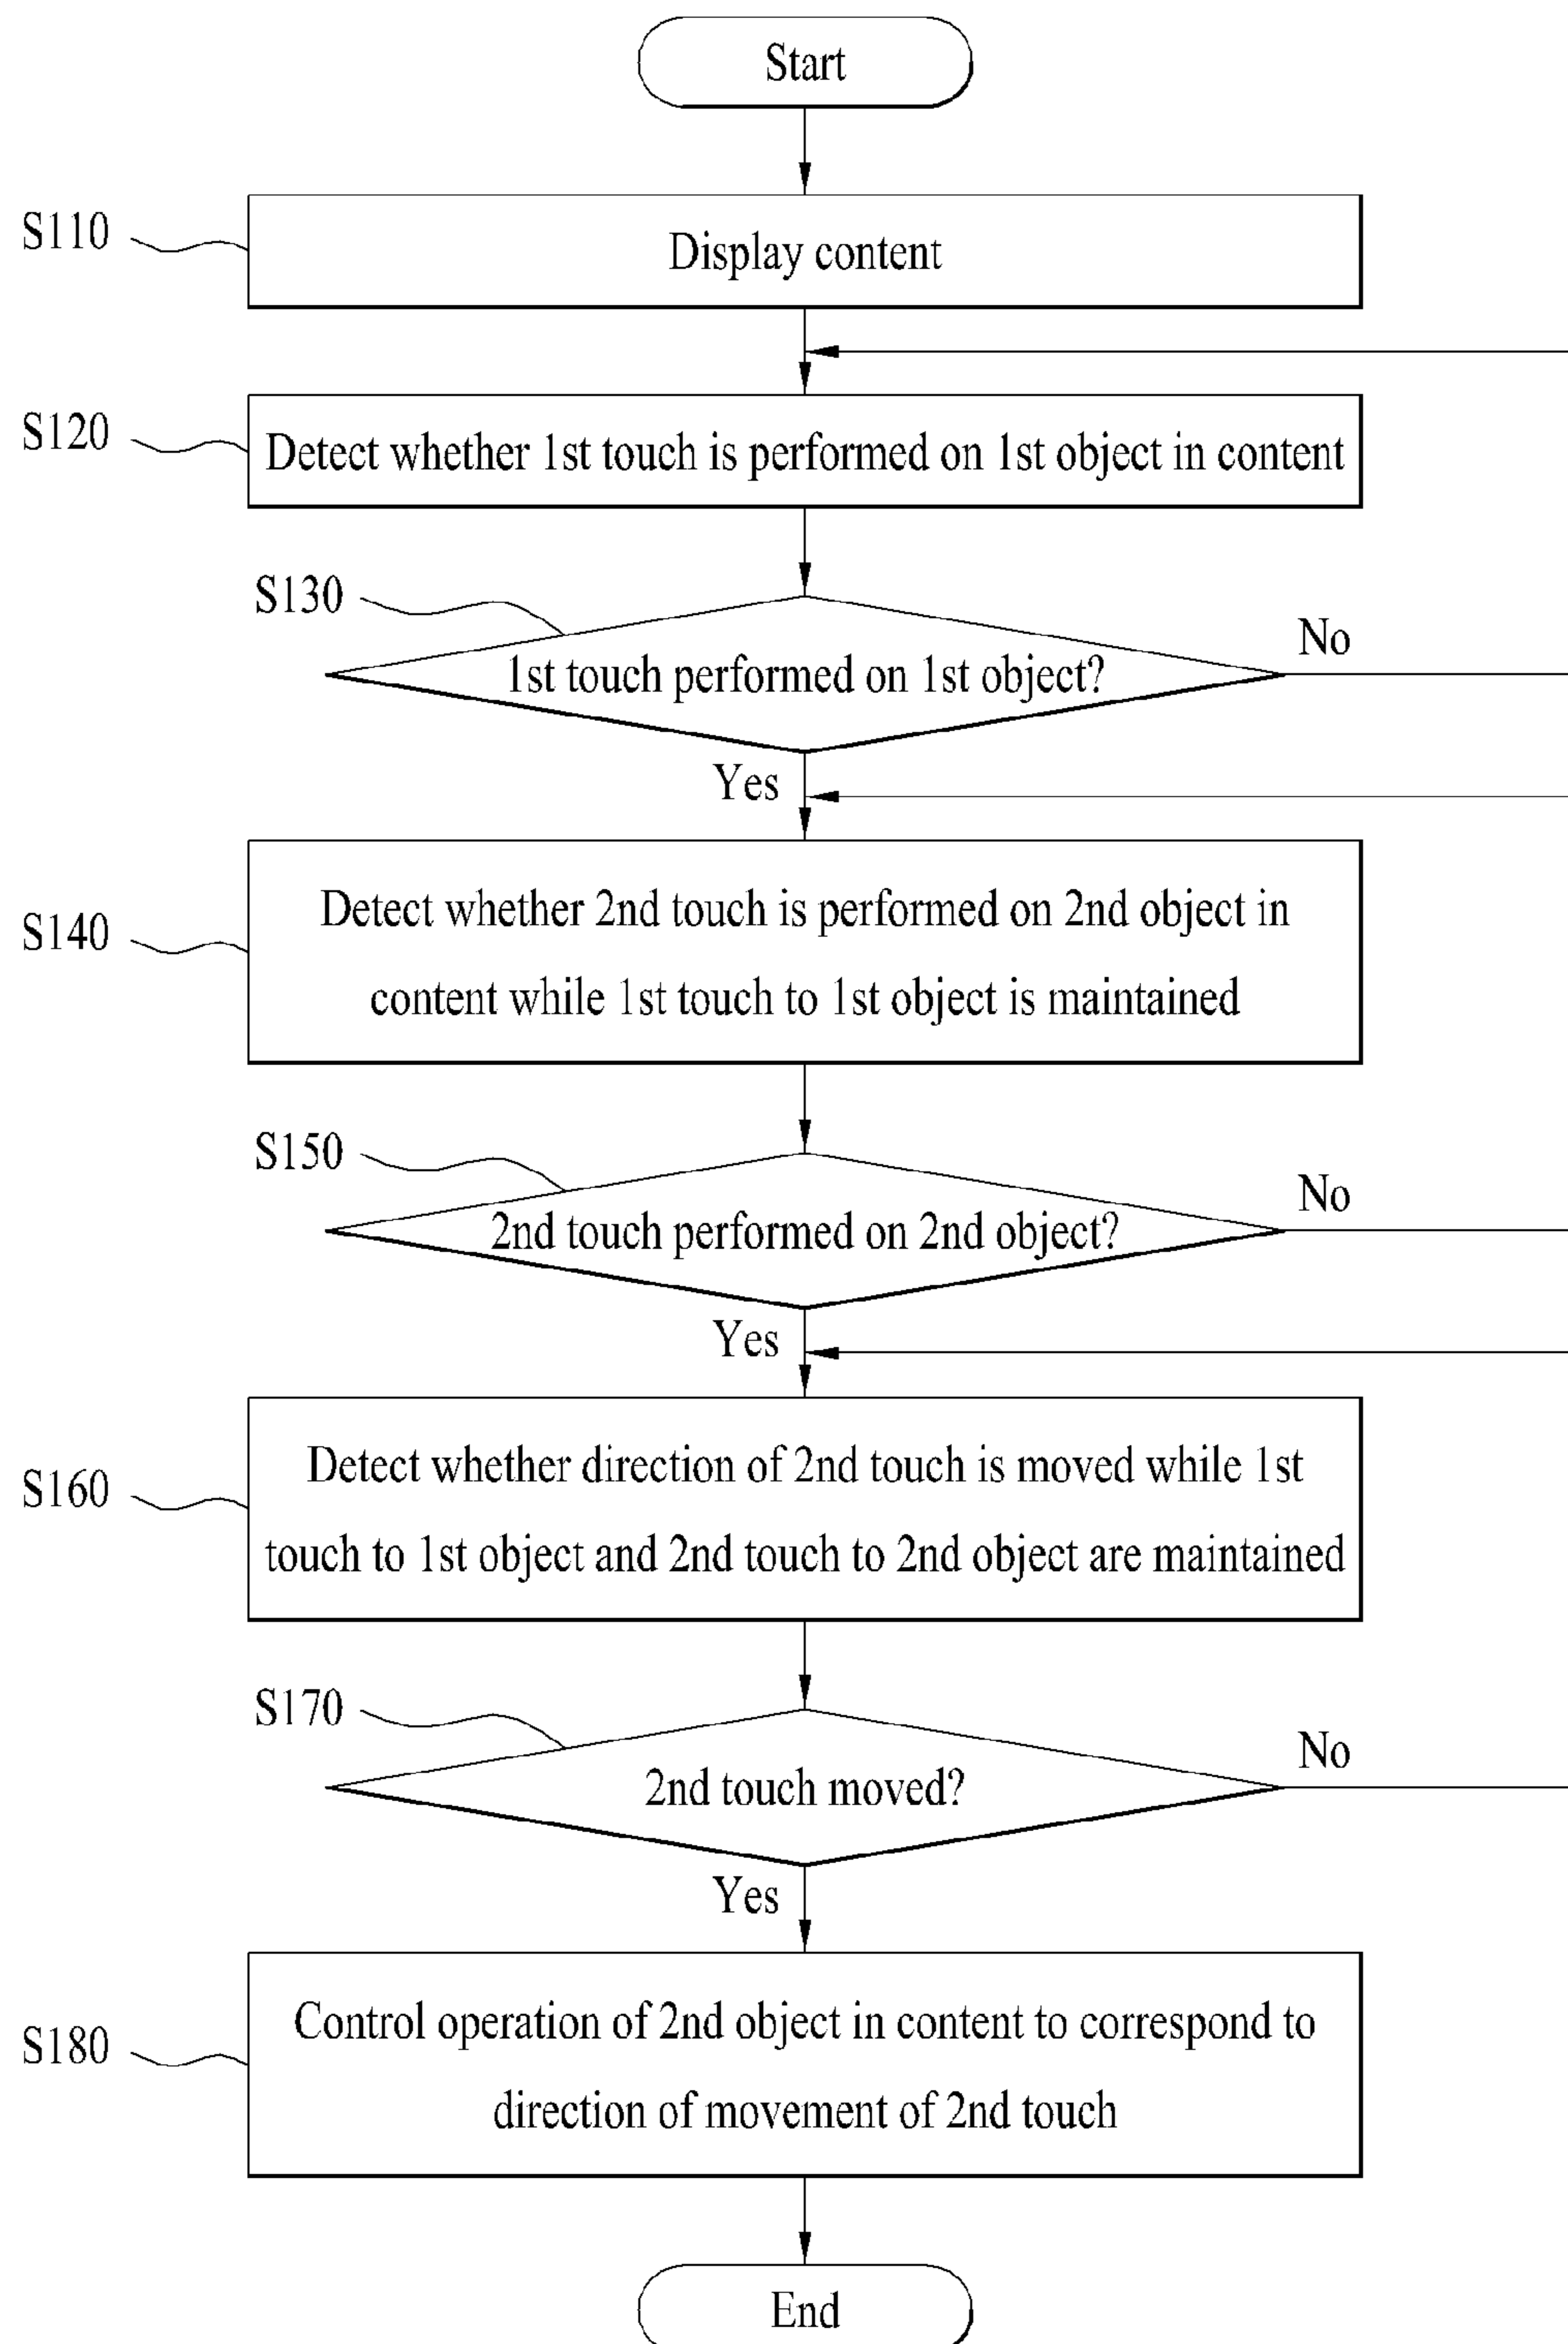 Start
S110
Display content
S120
Detect whether 1st touch is performed on 1st object in content
S130
No
1st touch performed on 1st object?
Yes
S140
Detect whether 2nd touch is performed on 2nd object in
content while 1st touch to 1st object is maintained
S150
No
2nd touch performed on 2nd object?
Yes
S160
Detect whether direction of 2nd touch is moved while 1st
touch to 1st object and 2nd touch to 2nd object are maintained
S170
No
2nd touch moved?
Yes
S180
Control operation of 2nd object in content to correspond to
direction of movement of 2nd touch
End